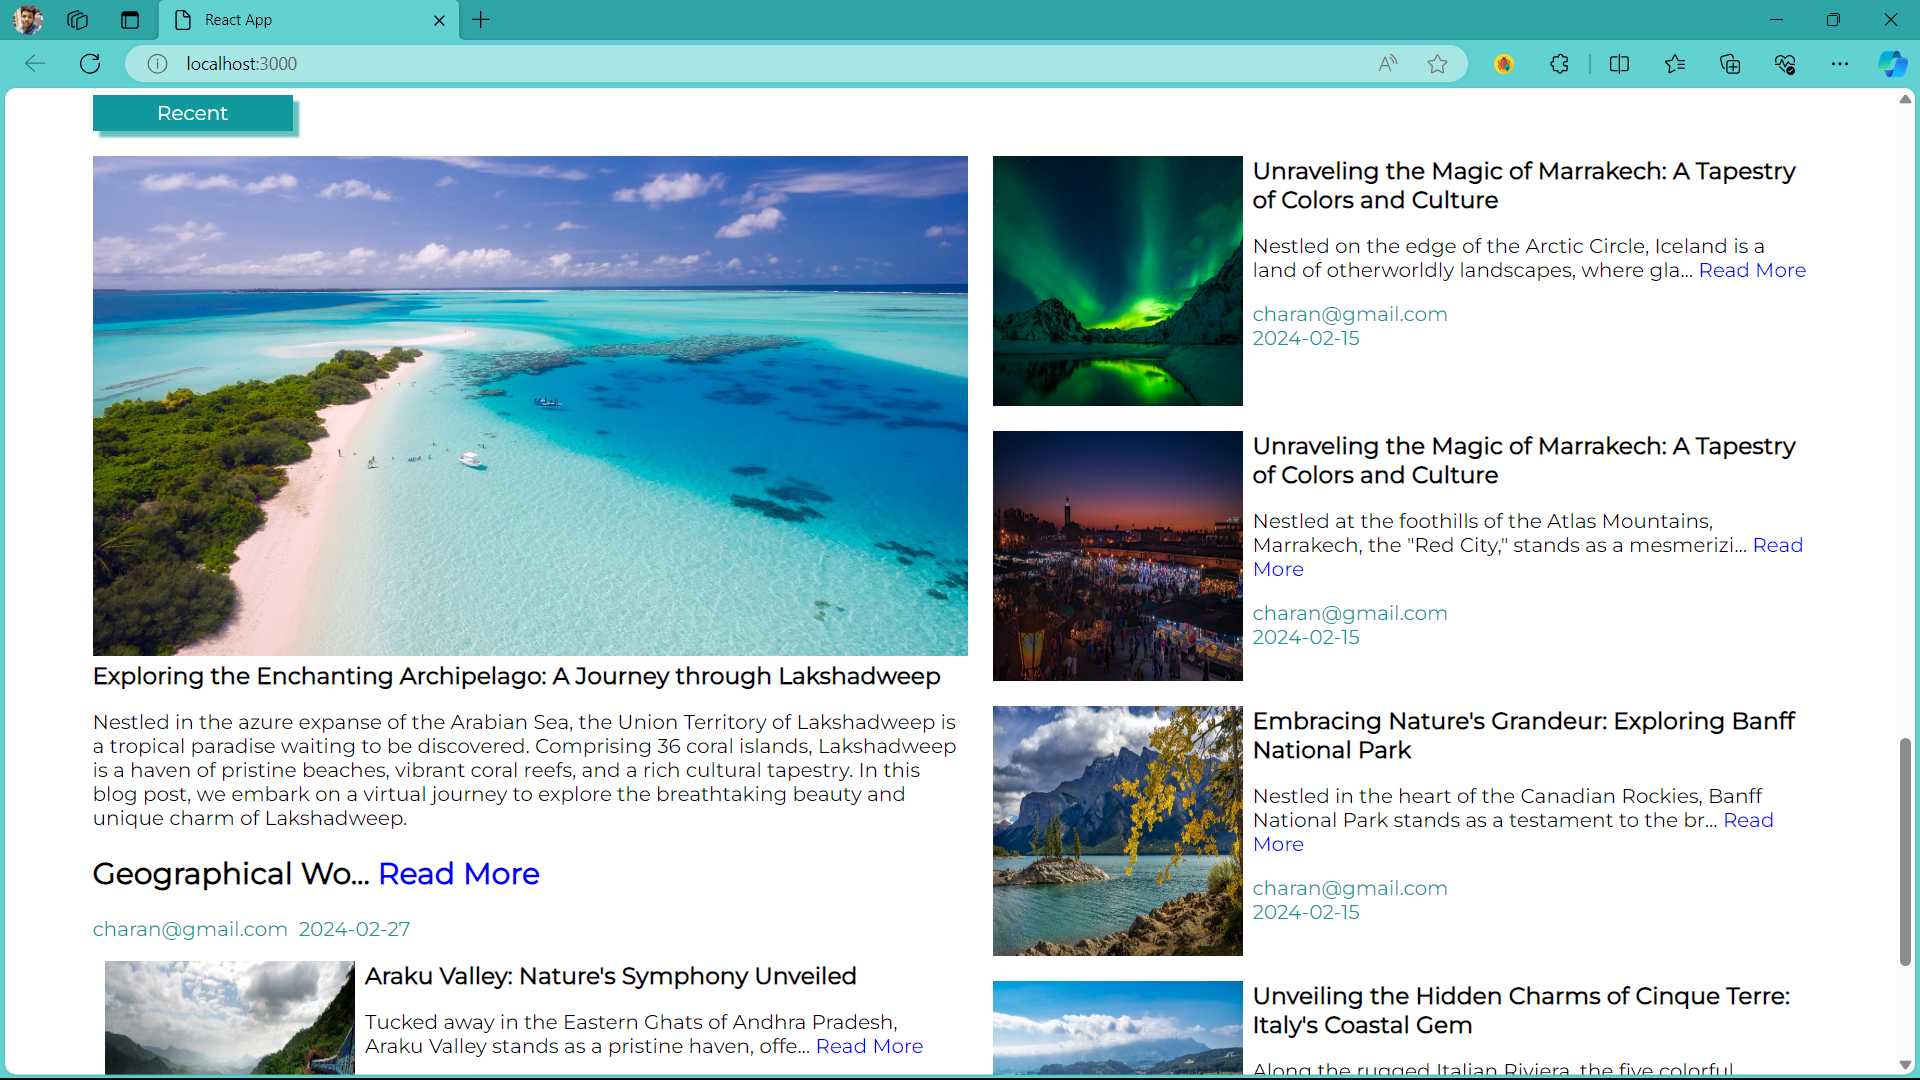 React App
localhost:3000
Recent
Exploring the Enchanting Archipelago: A Journey through Lakshadweep
Nestled in the azure expanse of the Arabian Sea, the Union Territory of Lakshadweep is
a tropical paradise waiting to be discovered. Comprising 36 coral islands, Lakshadweep
is a haven of pristine beaches, vibrant coral reefs, and a rich cultural tapestry. In this
blog post, we embark on a virtual journey to explore the breathtaking beauty and
unique charm of Lakshadweep.
Geographical Wo... Read More
charan@gmail.com 2024-02-27
Araku Valley: Nature's Symphony Unveiled
Tucked away in the Eastern Ghats of Andhra Pradesh,
Araku Valley stands as a pristine haven, offe... Read More
Unraveling the Magic of Marrakech: A Tapestry
of Colors and Culture
Nestled on the edge of the Arctic Circle, Iceland is a
land of otherworldly landscapes, where gla... Read More
charan@gmail.com
2024-02-15
Unraveling the Magic of Marrakech: A Tapestry
of Colors and Culture
Nestled at the foothills of the Atlas Mountains,
Marrakech, the "Red City," stands as a mesmerizi... Read
More
charan@gmail.com
2024-02-15
Embracing Nature's Grandeur: Exploring Banff
National Park
Nestled in the heart of the Canadian Rockies, Banff
National Park stands as a testament to the br... Read
More
charan@gmail.com
2024-02-15
Unveiling the Hidden Charms of Cinque Terre:
Italy's Coastal Gem
Along the rugged Italian Riviera, the five colorful